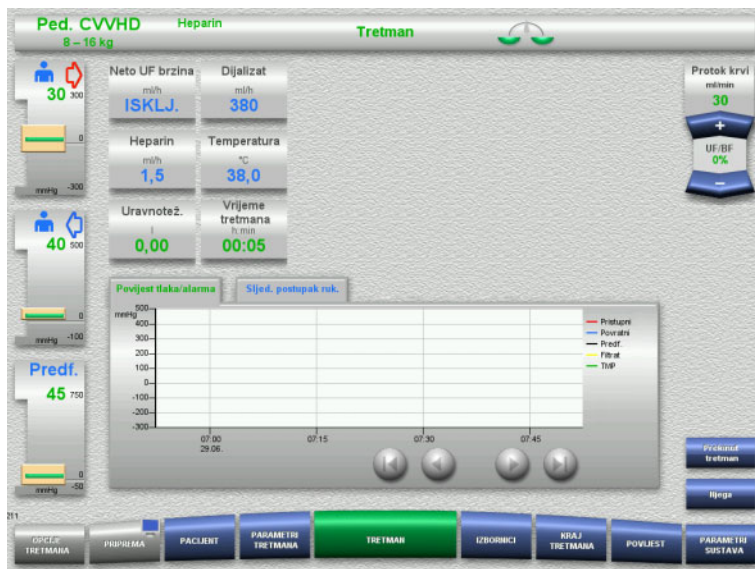 Ped. CVVHD
8 – 16 kg
Heparin
Tretman
30
300
0
-300
mmHg
40
500
0
-100
mmHg
Predf.
45
750
0
-50
mmHg
Neto UF brzina
ml/h
ISKLJ.
Dijalizat
ml/h
380
Heparin
ml/h
1,5
Temperatura
°C
38,0
Uravnotež.
l
0,00
Vrijeme
tretmana
h:min
00:05
Protok krvi
ml/min
30
+
UF/BF
0%
–
Povijest tlaka/alarma
Sljed. postupak ruk.
mmHg
500
400
300
200
100
0
-100
-200
-300
07:00
29.06.
07:15
07:30
07:45
Pristupni
Povratni
Predf.
Filtrat
TMP
Prekinut
tretman
Njega
211
OPCIJE
TRETMANA
PRIPREMA
PACIJENT
PARAMETRI
TRETMANA
TRETMAN
IZBORNICI
KRAJ
TRETMANA
POVIJEST
PARAMETRI
SUSTAVA